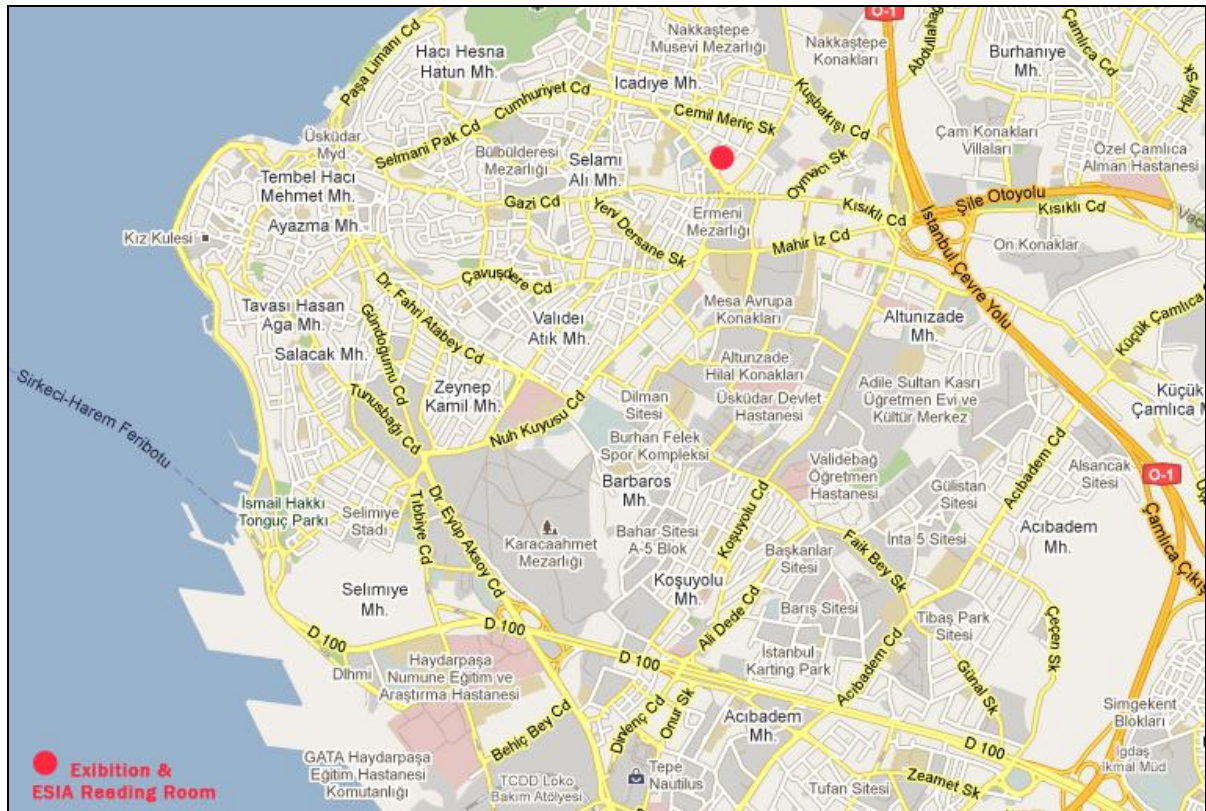 O-1
Paşa Limanı Cd
Hacı Hesna
Hatun Mh.
Nakkaştepe
Musevi Mezarlığı
Nakkaştepe
Konakları
Burhaniye
Mh.
Çamlıca Cd
Hilal Sk
İcadiye Mh.
Cumhuriyet Cd
Selmani Pak Cd
Cemil Meriç Sk
Kuşbakışı Cd
Üsküdar
Myd
Bülbülderesi
Mezarlığı
Selami
Ali Mh.
Oymacı Sk
Çam Konakları
Villaları
Özel Çamlıca
Alman Hastanesi
Tembel Hacı
Mehmet Mh.
Ayazma Mh.
Gazi Cd
Yeni Dersane Sk
Ermeni
Mezarlığı
Kısıklı Cd
Şile Otoyolu
Kısıklı Cd
Kız Kulesi
Mahir İz Cd
İstanbul Çevre Yolu
On Konaklar
Çavuşdere Cd
Dr. Fahri Atabey Cd
Tavası Hasan
Aga Mh.
Gündoğumu Cd
Validei
Atik Mh.
Mesa Avrupa
Konakları
Altunizade
Mh.
Salacak Mh.
Altunzade
Hilal Konakları
Sirkeci-Harem Feribotu
Tunusbağı Cd
Zeynep
Kamil Mh.
Dilman
Sitesi
Üsküdar Devlet
Hastanesi
Adile Sultan Kasrı
Öğretmen Evi ve
Kültür Merkez
Nuh Kuyusu Cd
Burhan Felek
Spor Kompleksi
Barbaros
Mh.
Validebağ
Öğretmen
Hastanesi
Acıbadem Cd
Alsancak
Sitesi
O-1
Gülistan
Sitesi
İsmail Hakkı
Tonguç Parkı
Selimiye
Stadı
Tıbbiye Cd
Dr. Eyüp Aksoy Cd
Karacaahmet
Mezarlığı
Bahar Sitesi
A-5 Blok
Koşuyolu Cd
Başkanlar
Sitesi
Faik Bey Sk
İnta 5 Sitesi
Acıbadem
Mh.
Çamlıca Çıkış
Selimiye
Mh.
Koşuyolu
Mh.
Ali Dede Cd
Barış Sitesi
Tibaş Park
Sitesi
Çeçen Sk
D 100
D 100
D 100
İstanbul
Karting Park
Acıbadem Cd
Günal Sk
Dlhmi
Haydarpaşa
Numune Eğitim ve
Araştırma Hastanesi
Behiç Bey Cd
Dinlenç Cd
Onur Sk
Acıbadem
Mh.
D 100
Simgekent
Blokları
GATA Haydarpaşa
Eğitim Hastanesi
Komutanlığı
TCDD Loko
Bakım Atölyesi
Tepe
Nautilus
Tufan Sitesi
Zeamet Sk
İgdaş
İkmal Müd
Exibition &
ESIA Reeding Room